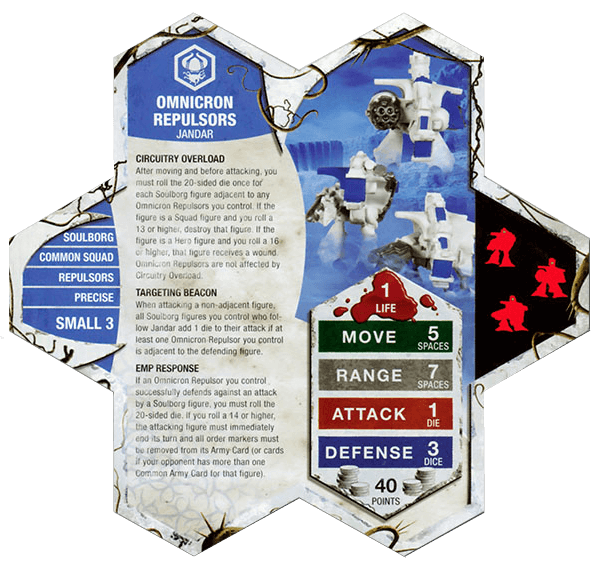 OMNICRON
REPULSORS
JANDAR
CIRCUITRY OVERLOAD
After moving and before attacking, you
must roll the 20-sided die once for
each Soulborg figure adjacent to any
Omnicron Repulsors you control. If the
figure is a Squad figure and you roll a
13 or higher, destroy that figure. If the
figure is a Hero figure and you roll a 16
or higher, that figure receives a wound.
Omnicron Repulsors are not affected by
Circuitry Overload.
TARGETING BEACON
When attacking a non-adjacent figure,
all Soulborg figures you control who fol-
low Jandar add 1 die to their attack if at
least one Omnicron Repulsor you control
is adjacent to the defending figure.
EMP RESPONSE
If an Omnicron Repulsor you control
successfully defends against an attack
by a Soulborg figure, you must roll the
20-sided die. If you roll a 14 or higher,
the attacking figure must immediately
end its turn and all order markers must
be removed from its Army Card (or cards
if your opponent has more than one
Common Army Card for that figure).
SOULBORG
COMMON SQUAD
REPULSORS
PRECISE
SMALL 3
1
LIFE
MOVE 5
SPACES
RANGE 7
SPACES
ATTACK 1
DIE
DEFENSE 3
DICE
40
POINTS